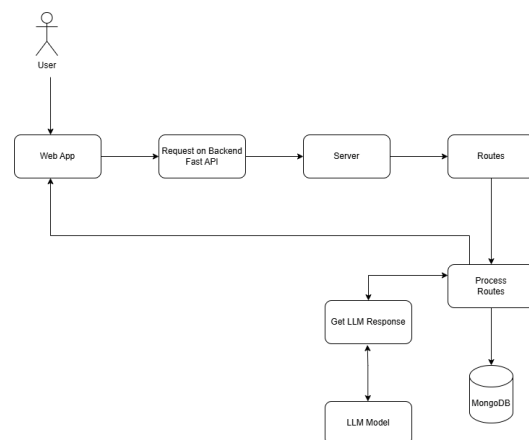 User
Web App
Request on Backend
Fast API
Server
Routes
Process
Routes
Get LLM Response
MongoDB
LLM Model